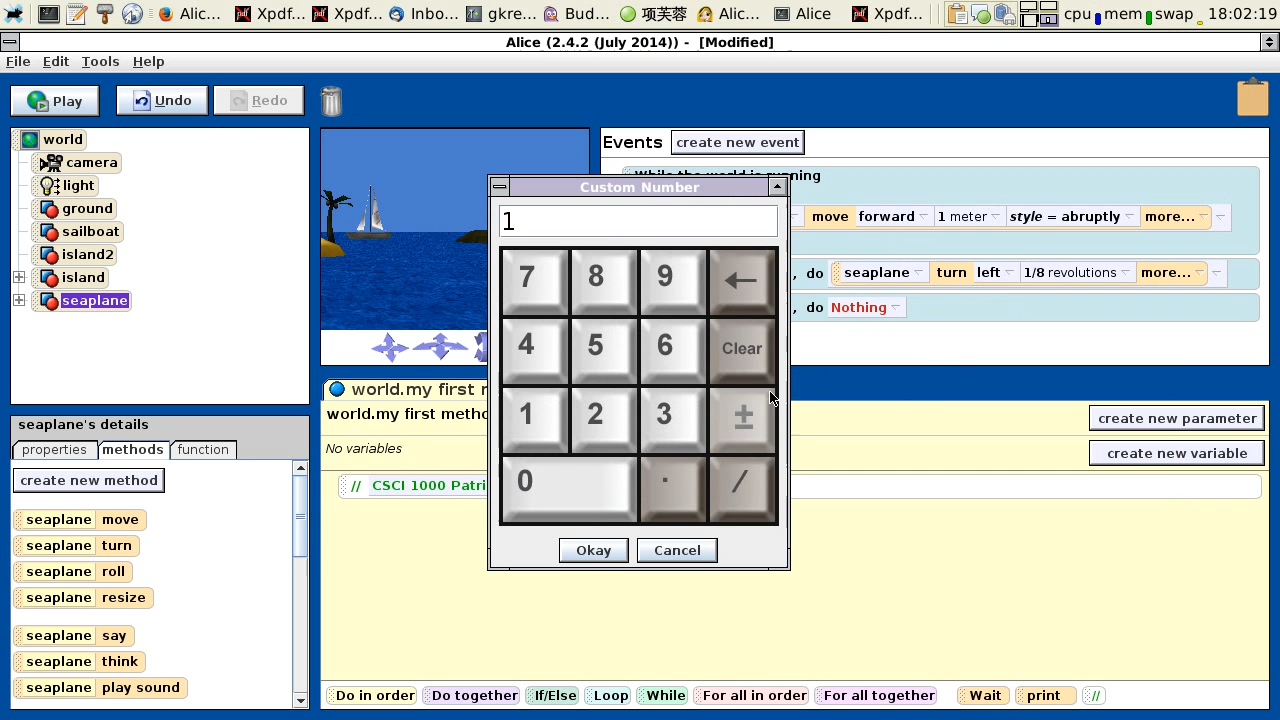 Alic... Xpdf... Xpdf... Inbo... gkre... Bud... 项芙蓉 Alic... Alice Xpdf... cpu mem swap 18:02:19
Alice (2.4.2 (July 2014)) - [Modified]
File Edit Tools Help
Play Undo Redo
world
camera
light
ground
sailboat
island2
island
seaplane
Events create new event
While the world is running
move forward 1 meter style = abruptly more...
, do seaplane turn left 1/8 revolutions more...
, do Nothing
Custom Number
1
7 8 9 ←
4 5 6 Clear
1 2 3 ±
0 . /
Okay Cancel
seaplane's details
properties methods function
create new method
seaplane move
seaplane turn
seaplane roll
seaplane resize
seaplane say
seaplane think
seaplane play sound
world.my first m
world.my first metho
create new parameter
No variables
create new variable
// CSCI 1000 Patri
Do in order Do together If/Else Loop While For all in order For all together Wait print //